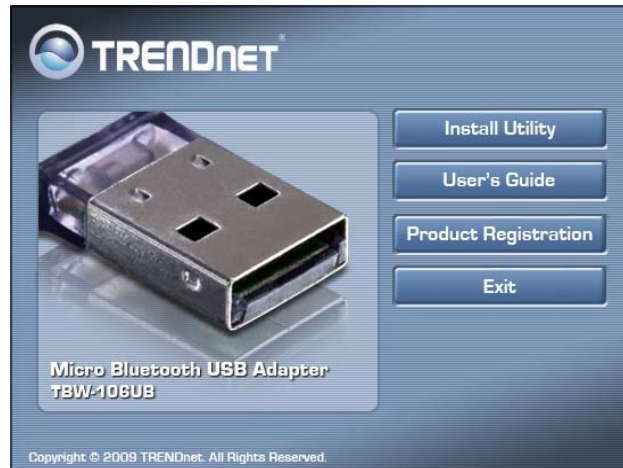 TRENDNET®
Install Utility
User's Guide
Product Registration
Exit
Micro Bluetooth USB Adapter
TBW-106UB
Copyright © 2009 TRENDnet. All Rights Reserved.